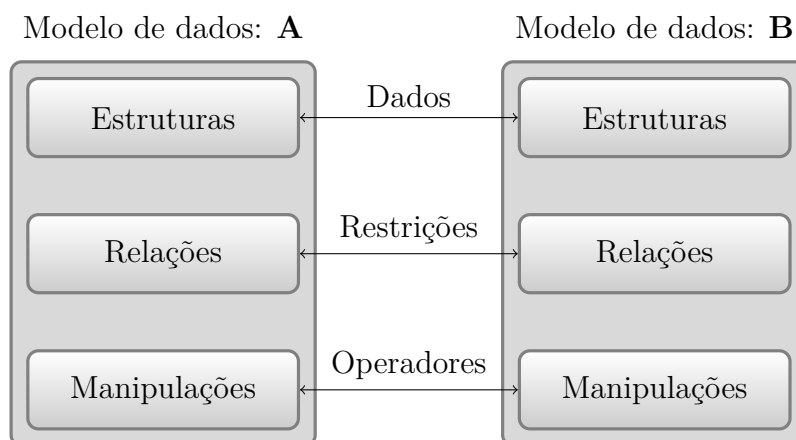 Modelo de dados: A
Modelo de dados: B
Estruturas
Dados
Estruturas
Relações
Restrições
Relações
Manipulações
Operadores
Manipulações